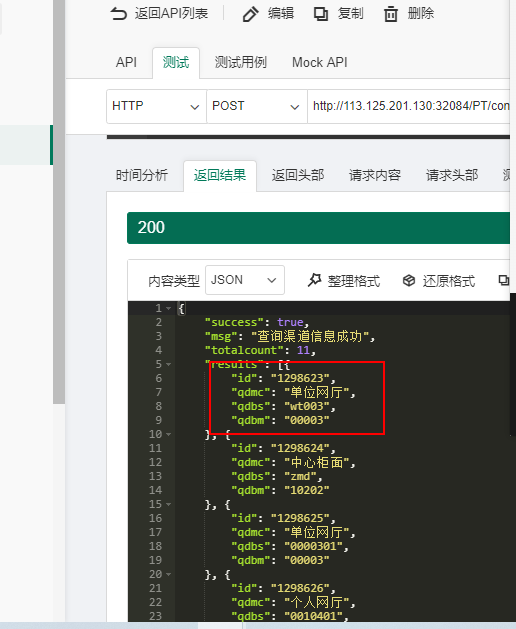 返回API列表 编辑 复制 删除
API 测试 测试用例 Mock API
HTTP POST http://113.125.201.130:32084/PT/con
时间分析 返回结果 返回头部 请求内容 请求头部
200
内容类型 JSON 整理格式 还原格式
1 {
2 "success": true,
3 "msg": "查询渠道信息成功",
4 "totalcount": 11,
5 "results": [{
6 "id": "1298623",
7 "qdmc": "单位网厅",
8 "qdbs": "wt003",
9 "qdbm": "00003"
10 }, {
11 "id": "1298624",
12 "qdmc": "中心柜面",
13 "qdbs": "zmd",
14 "qdbm": "10202"
15 }, {
16 "id": "1298625",
17 "qdmc": "单位网厅",
18 "qdbs": "0000301",
19 "qdbm": "00003"
20 }, {
21 "id": "1298626",
22 "qdmc": "个人网厅",
23 "qdbs": "0010401",